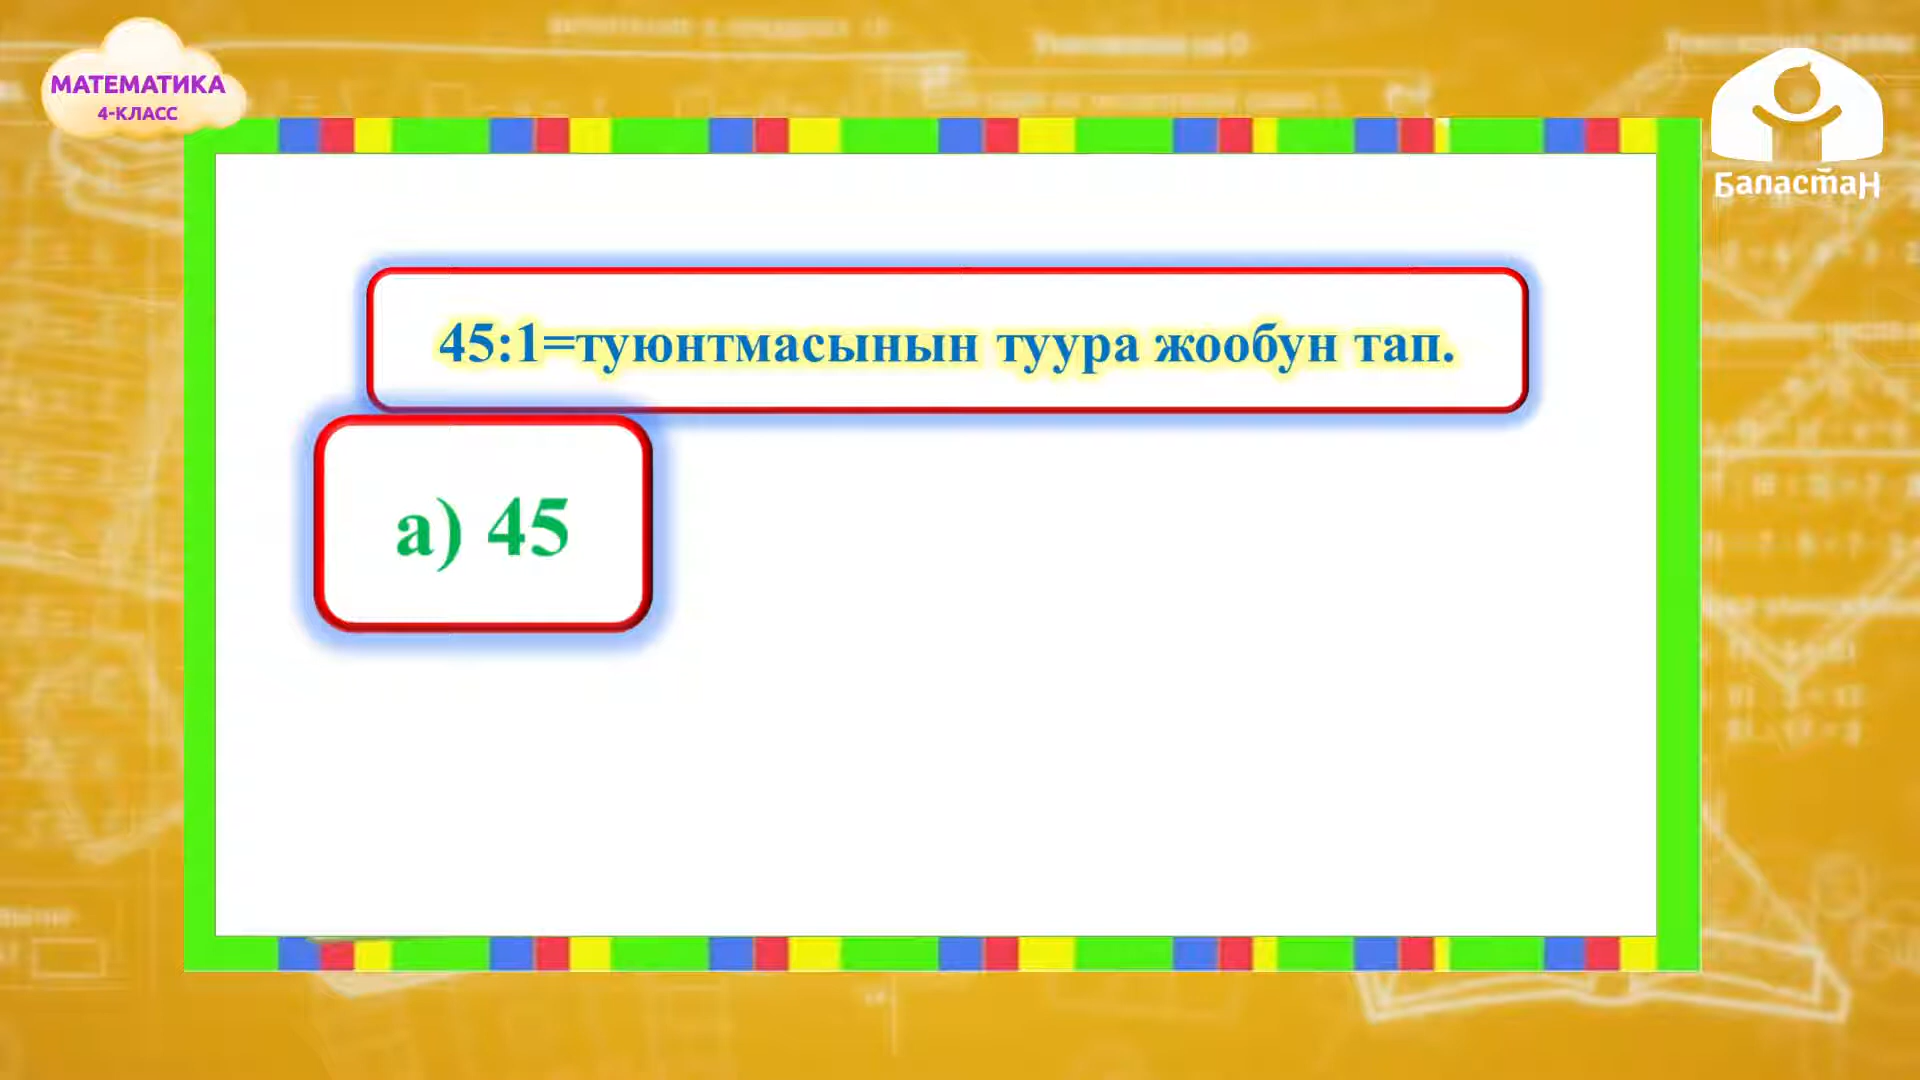 МАТЕМАТИКА
4-КЛАСС
Баластан
45:1=туюнтмасынын туура жообун тап.
а) 45